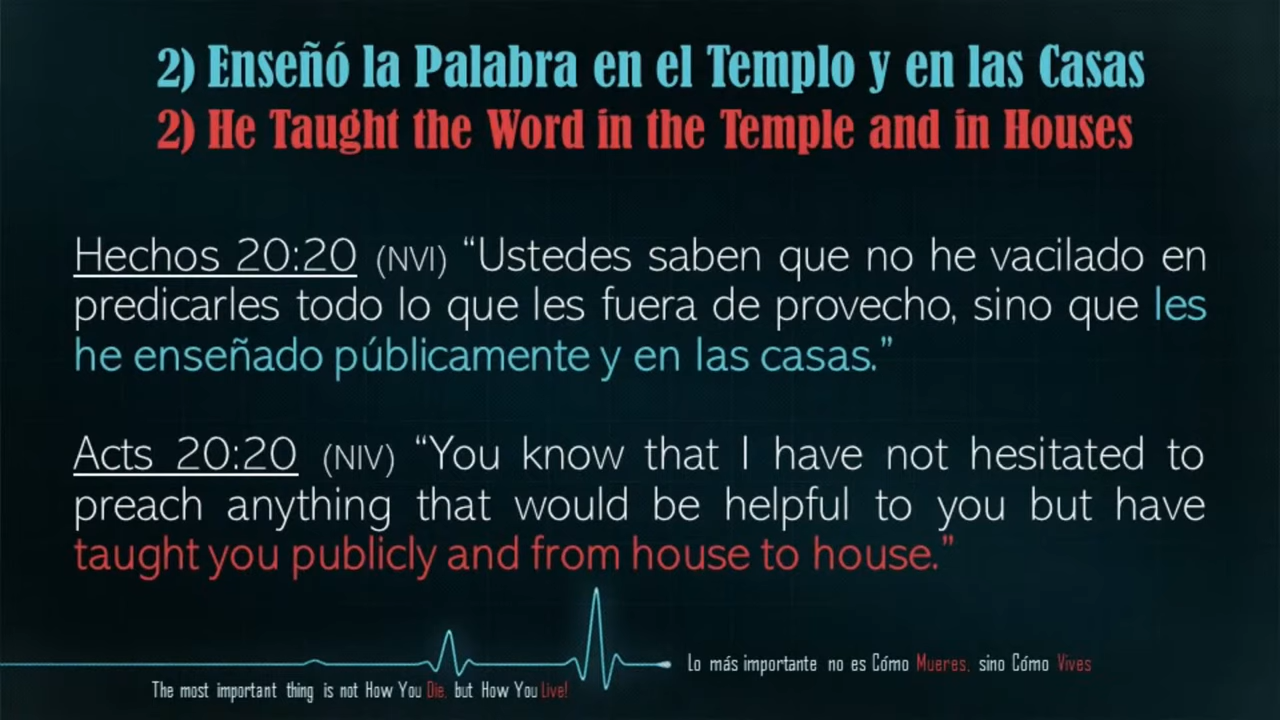 2) Enseñó la Palabra en el Templo y en las Casas
2) He Taught the Word in the Temple and in Houses
Hechos 20:20 (NVI) “Ustedes saben que no he vacilado en
predicarles todo lo que les fuera de provecho, sino que les
he enseñado públicamente y en las casas.”
Acts 20:20 (NIV) “You know that I have not hesitated to
preach anything that would be helpful to you but have
taught you publicly and from house to house.”
Lo más importante no es Cómo Mueres, sino Cómo Vives
The most important thing is not How You Die, but How You Live!